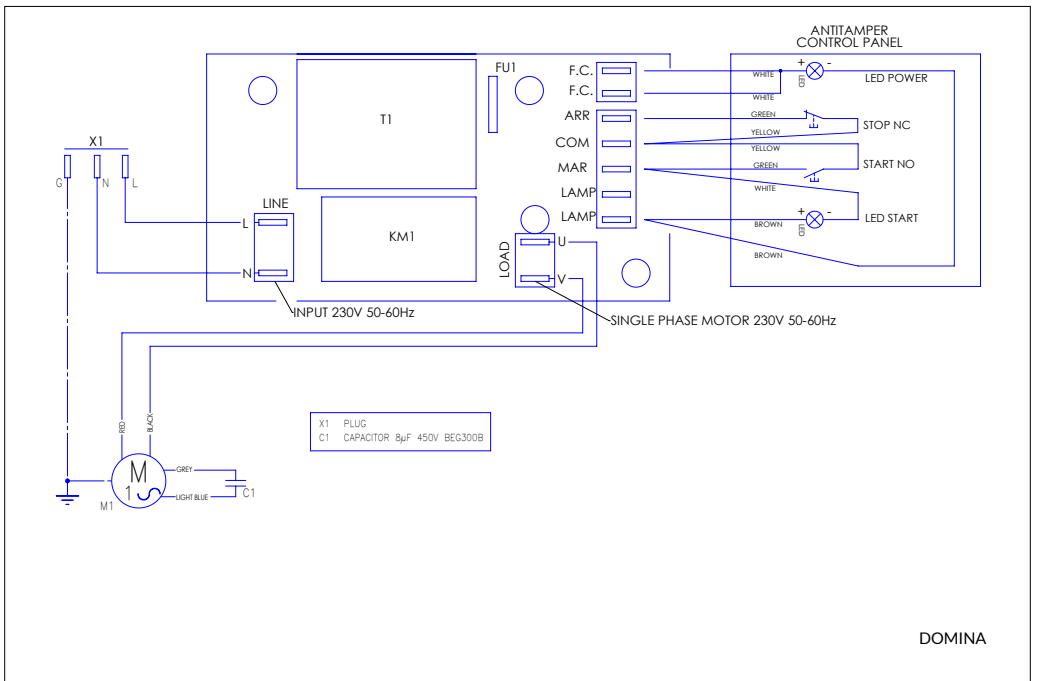 ANTITAMPER
CONTROL PANEL
FU1
F.C.
F.C.
WHITE
WHITE
+
-
LED
LED POWER
T1
ARR
GREEN
STOP NC
COM
YELLOW
YELLOW
MAR
GREEN
START NO
WHITE
LAMP
LAMP
BROWN
+
-
LED
LED START
BROWN
X1
G
N
L
LINE
L
N
KM1
LOAD
U
V
INPUT 230V 50-60Hz
SINGLE PHASE MOTOR 230V 50-60Hz
RED
BLACK
X1 PLUG
C1 CAPACITOR 8µF 450V BEG300B
M
1
M1
GREY
LIGHT BLUE
C1
DOMINA